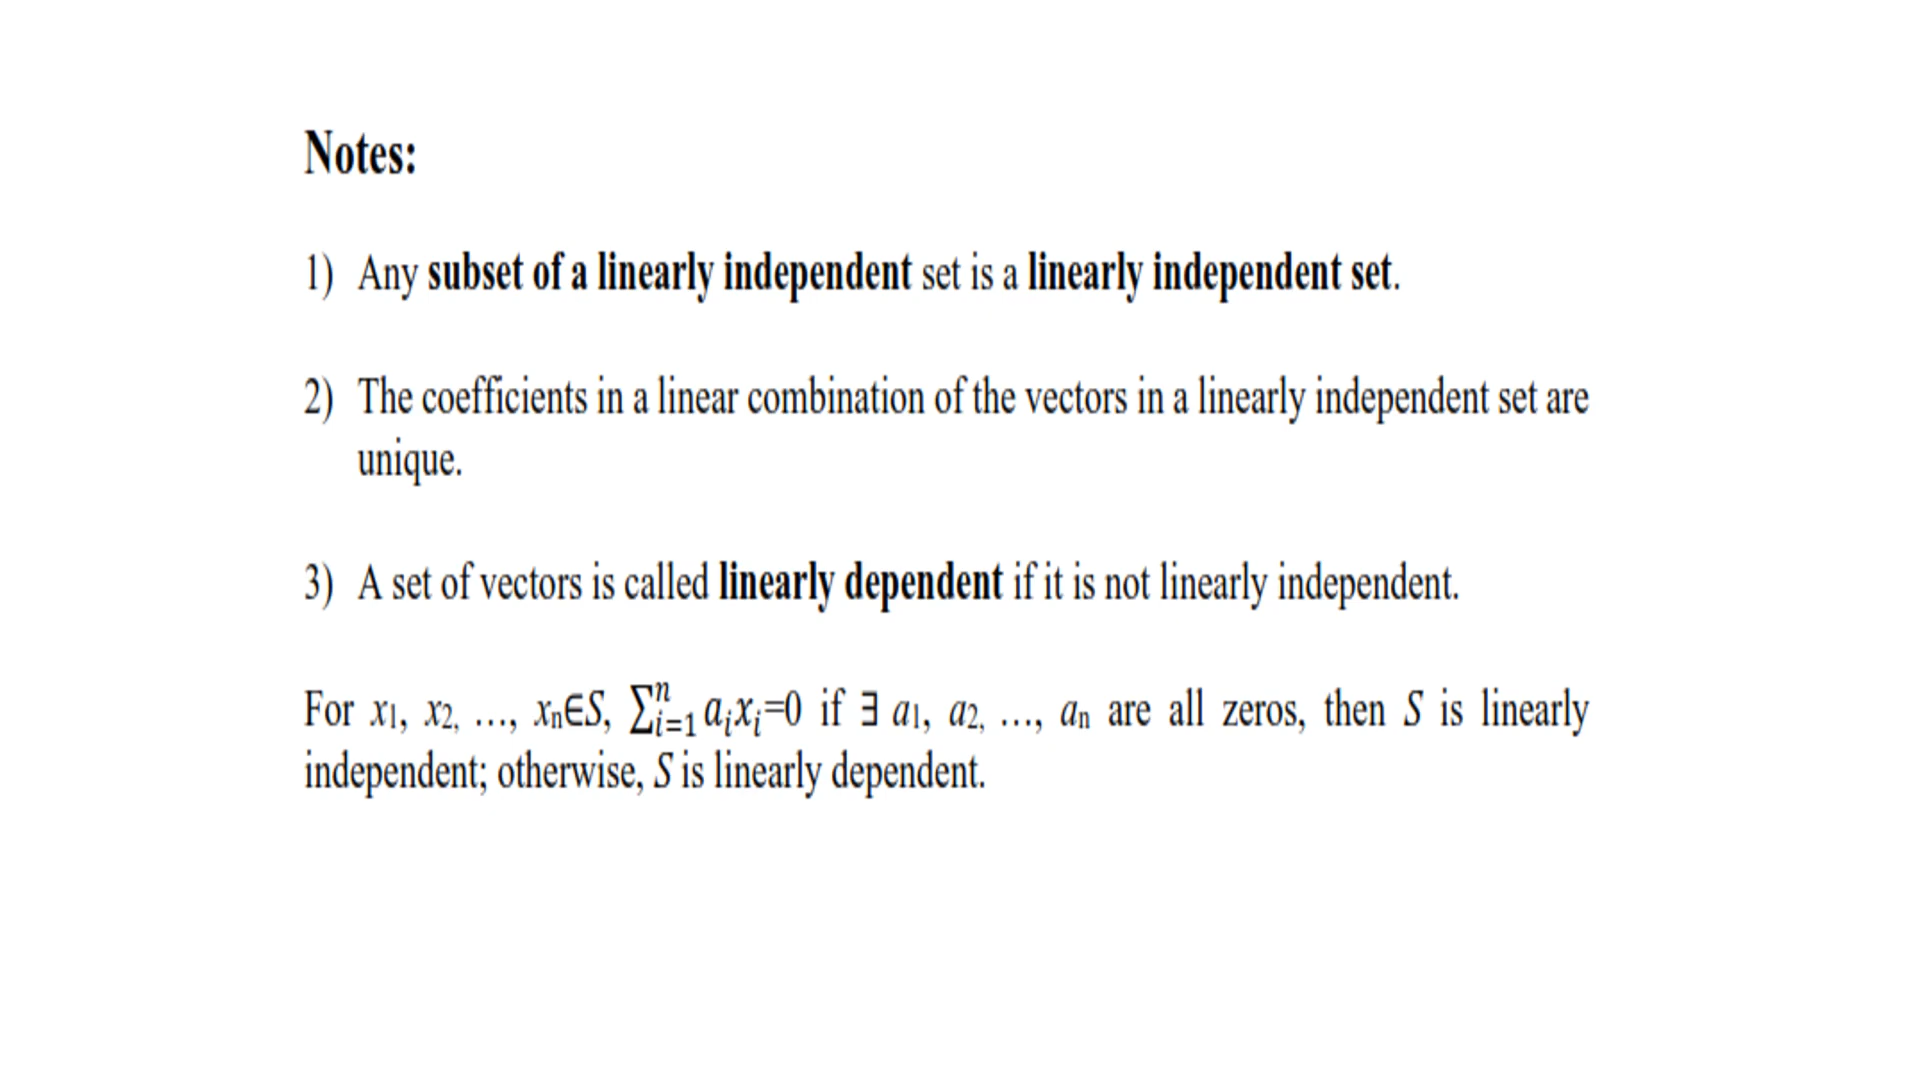 Notes:
1) Any subset of a linearly independent set is a linearly independent set.
2) The coefficients in a linear combination of the vectors in a linearly independent set are
unique.
3) A set of vectors is called linearly dependent if it is not linearly independent.
For x1, x2, …, xn∈S, ∑ⁿᵢ₌₁ aᵢxᵢ=0 if ∃ a1, a2, …, an are all zeros, then S is linearly
independent; otherwise, S is linearly dependent.